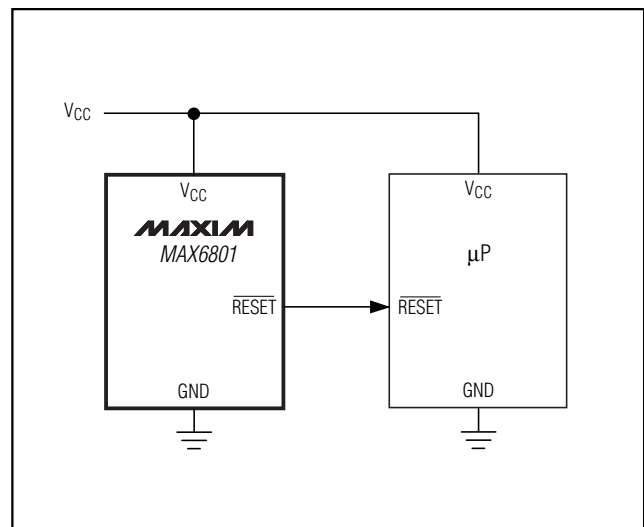 VCC
VCC
MAXIM
MAX6801
RESET
GND
VCC
μP
RESET
GND